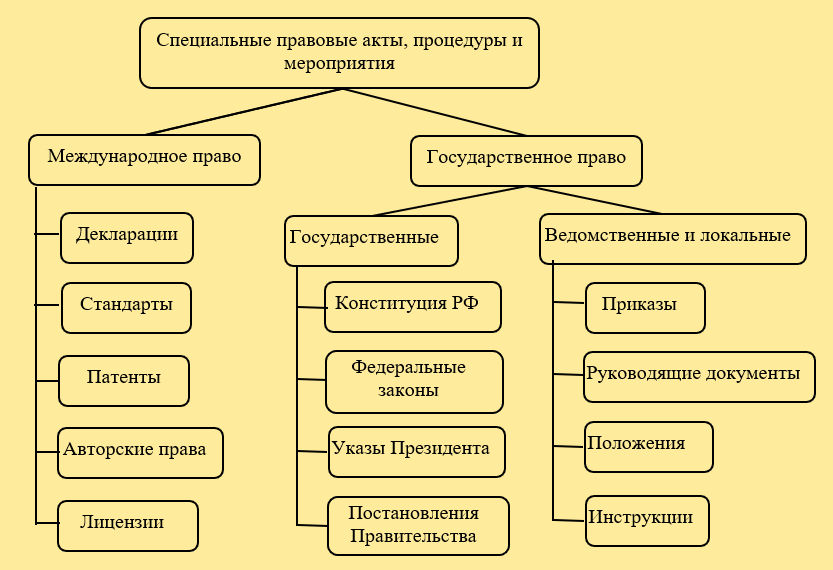 Специальные правовые акты, процедуры и
мероприятия
Международное право
Государственное право
Декларации
Стандарты
Патенты
Авторские права
Лицензии
Государственные
Конституция РФ
Федеральные
законы
Указы Президента
Постановления
Правительства
Ведомственные и локальные
Приказы
Руководящие документы
Положения
Инструкции